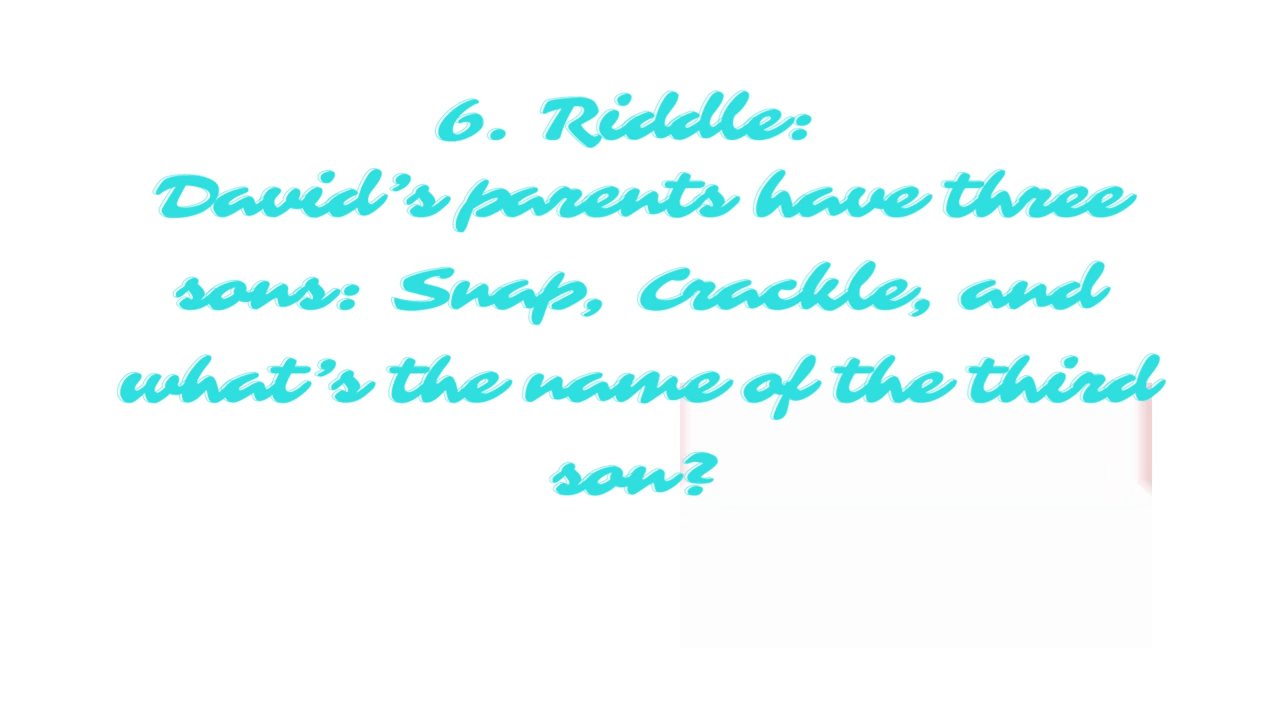 6. Riddle:
David’s parents have three
sons: Snap, Crackle, and
what’s the name of the third
son?